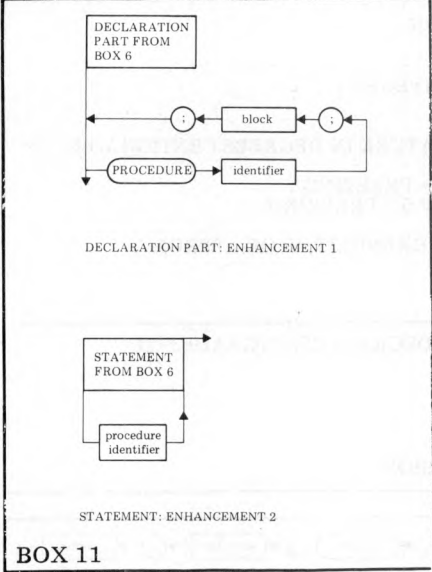 DECLARATION
PART FROM
BOX 6
; block ;
PROCEDURE identifier
DECLARATION PART: ENHANCEMENT 1
STATEMENT
FROM BOX 6
procedure
identifier
STATEMENT: ENHANCEMENT 2
BOX 11